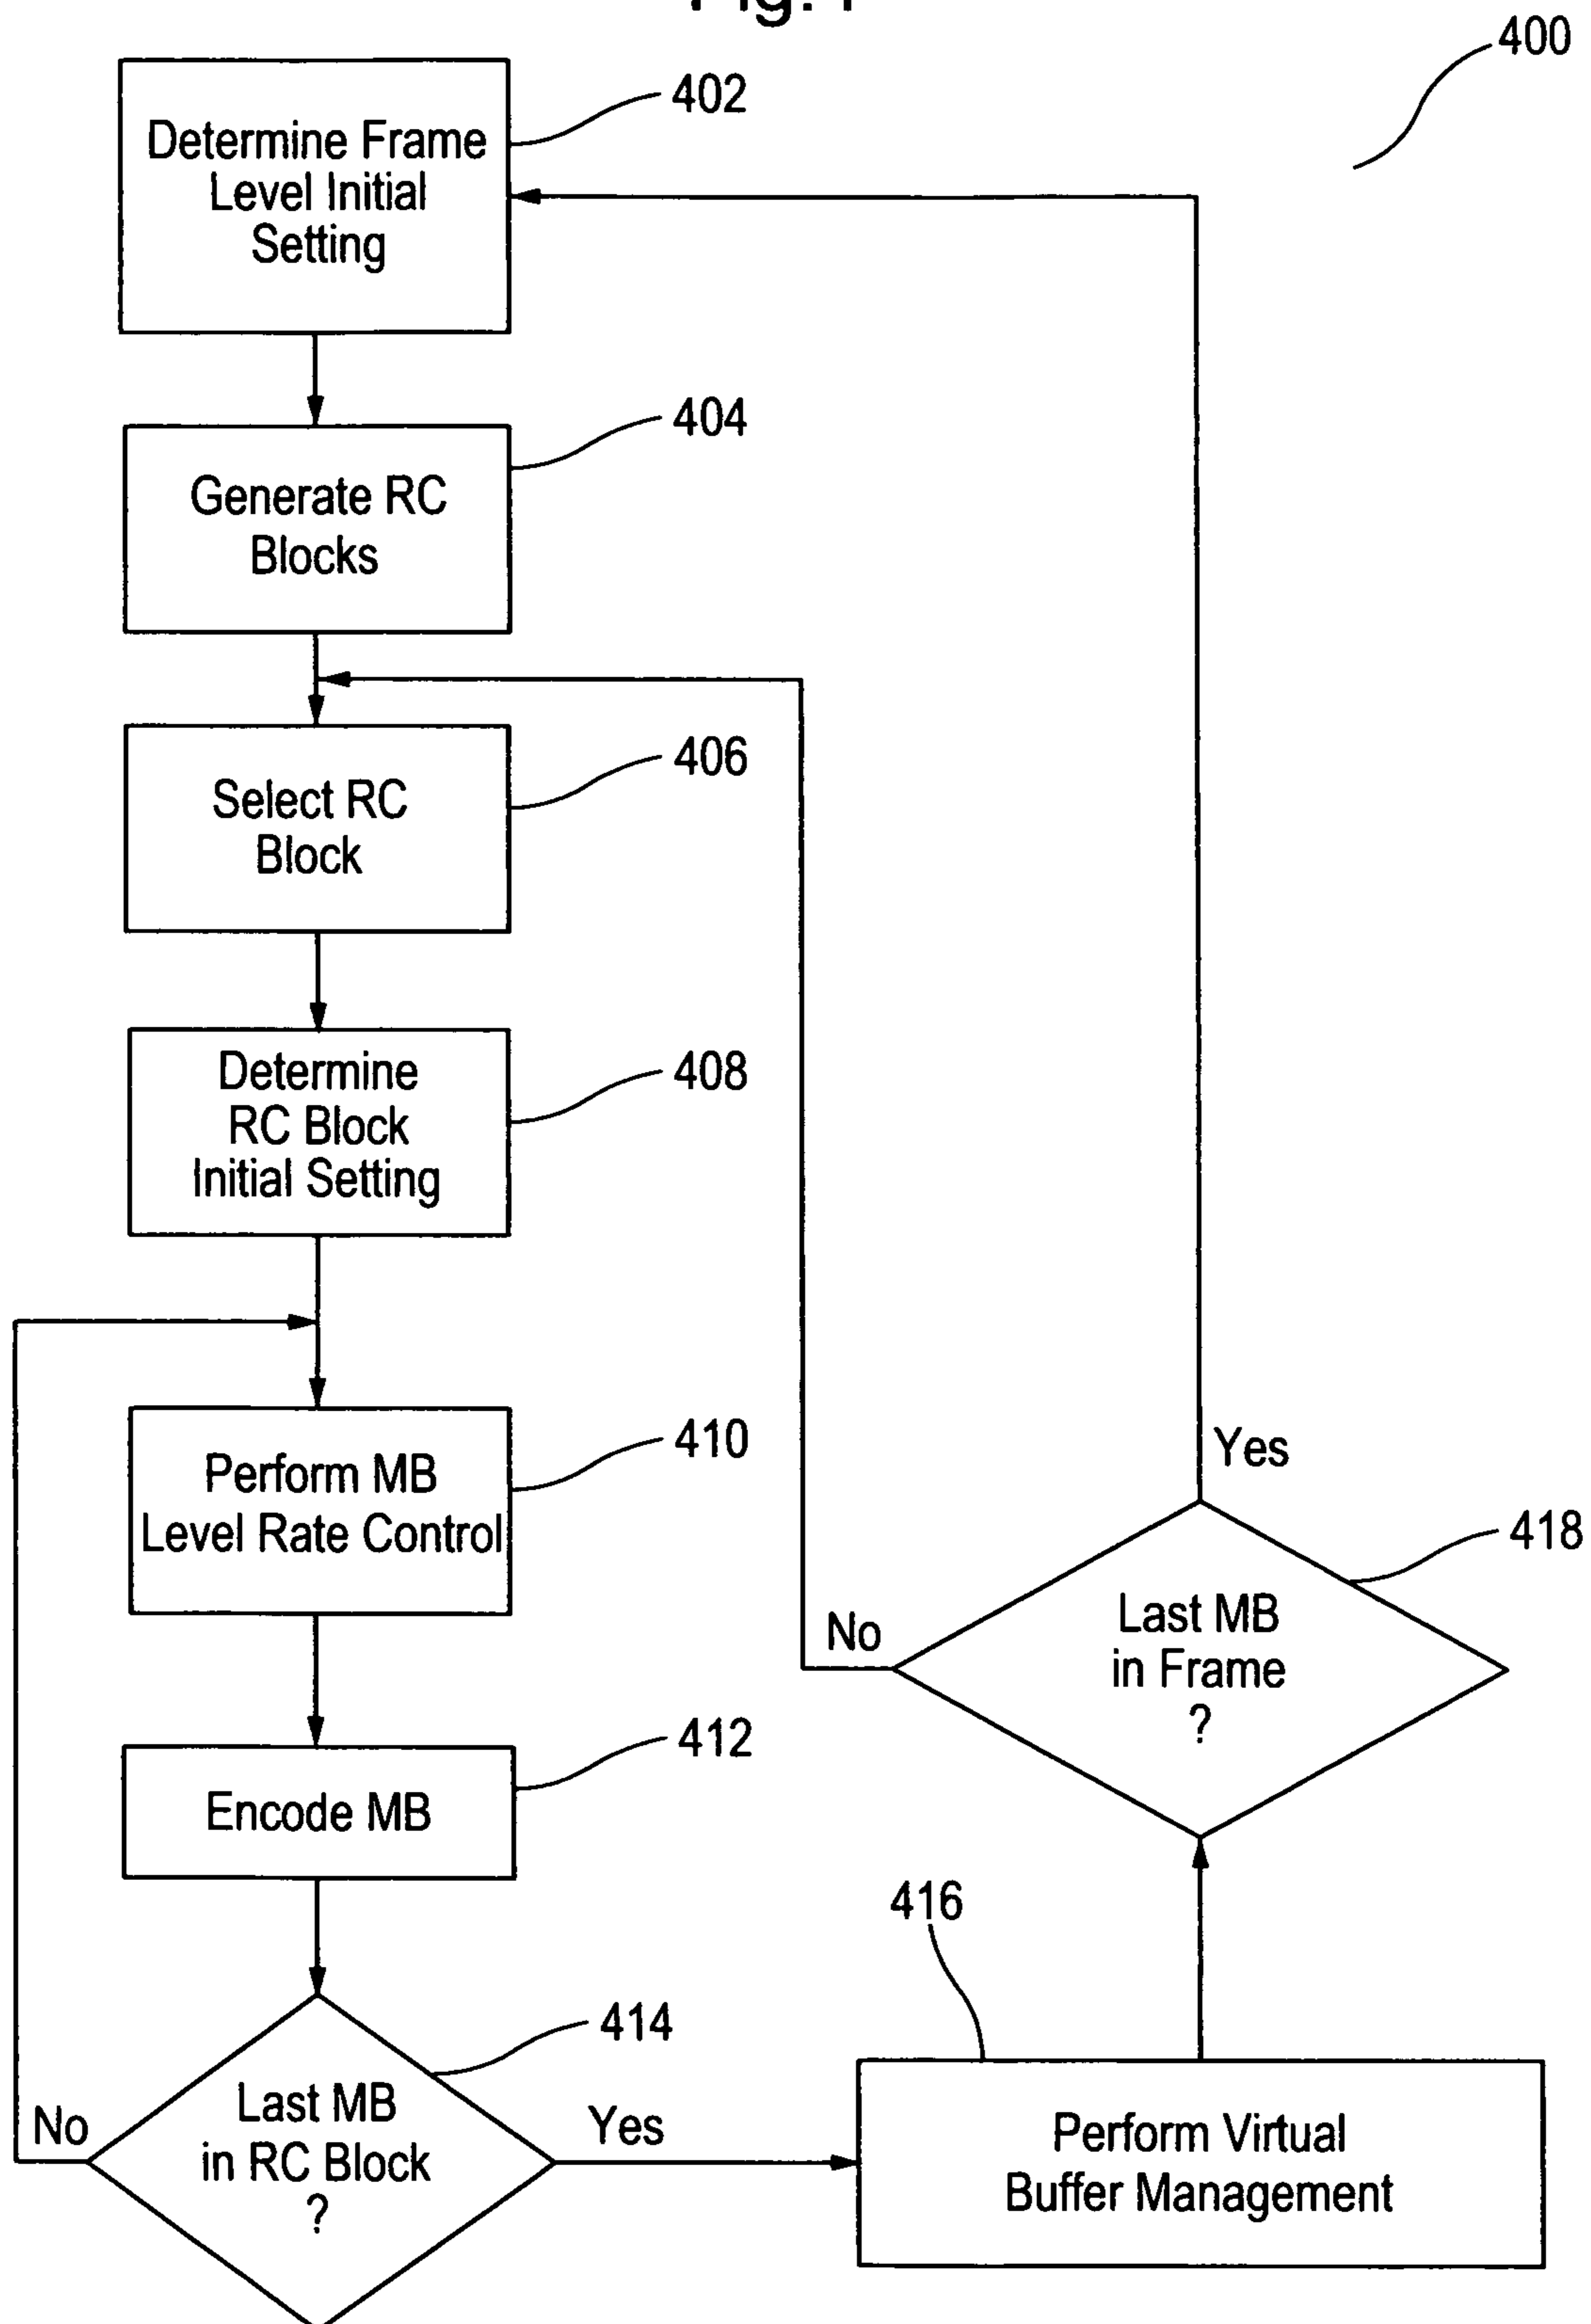 400
402
Determine Frame
Level Initial
Setting
404
Generate RC
Blocks
406
Select RC
Block
408
Determine
RC Block
Initial Setting
410
Perform MB
Level Rate Control
Yes
418
Last MB
in Frame
?
No
412
Encode MB
416
414
Last MB
in RC Block
?
No
Yes
Perform Virtual
Buffer Management